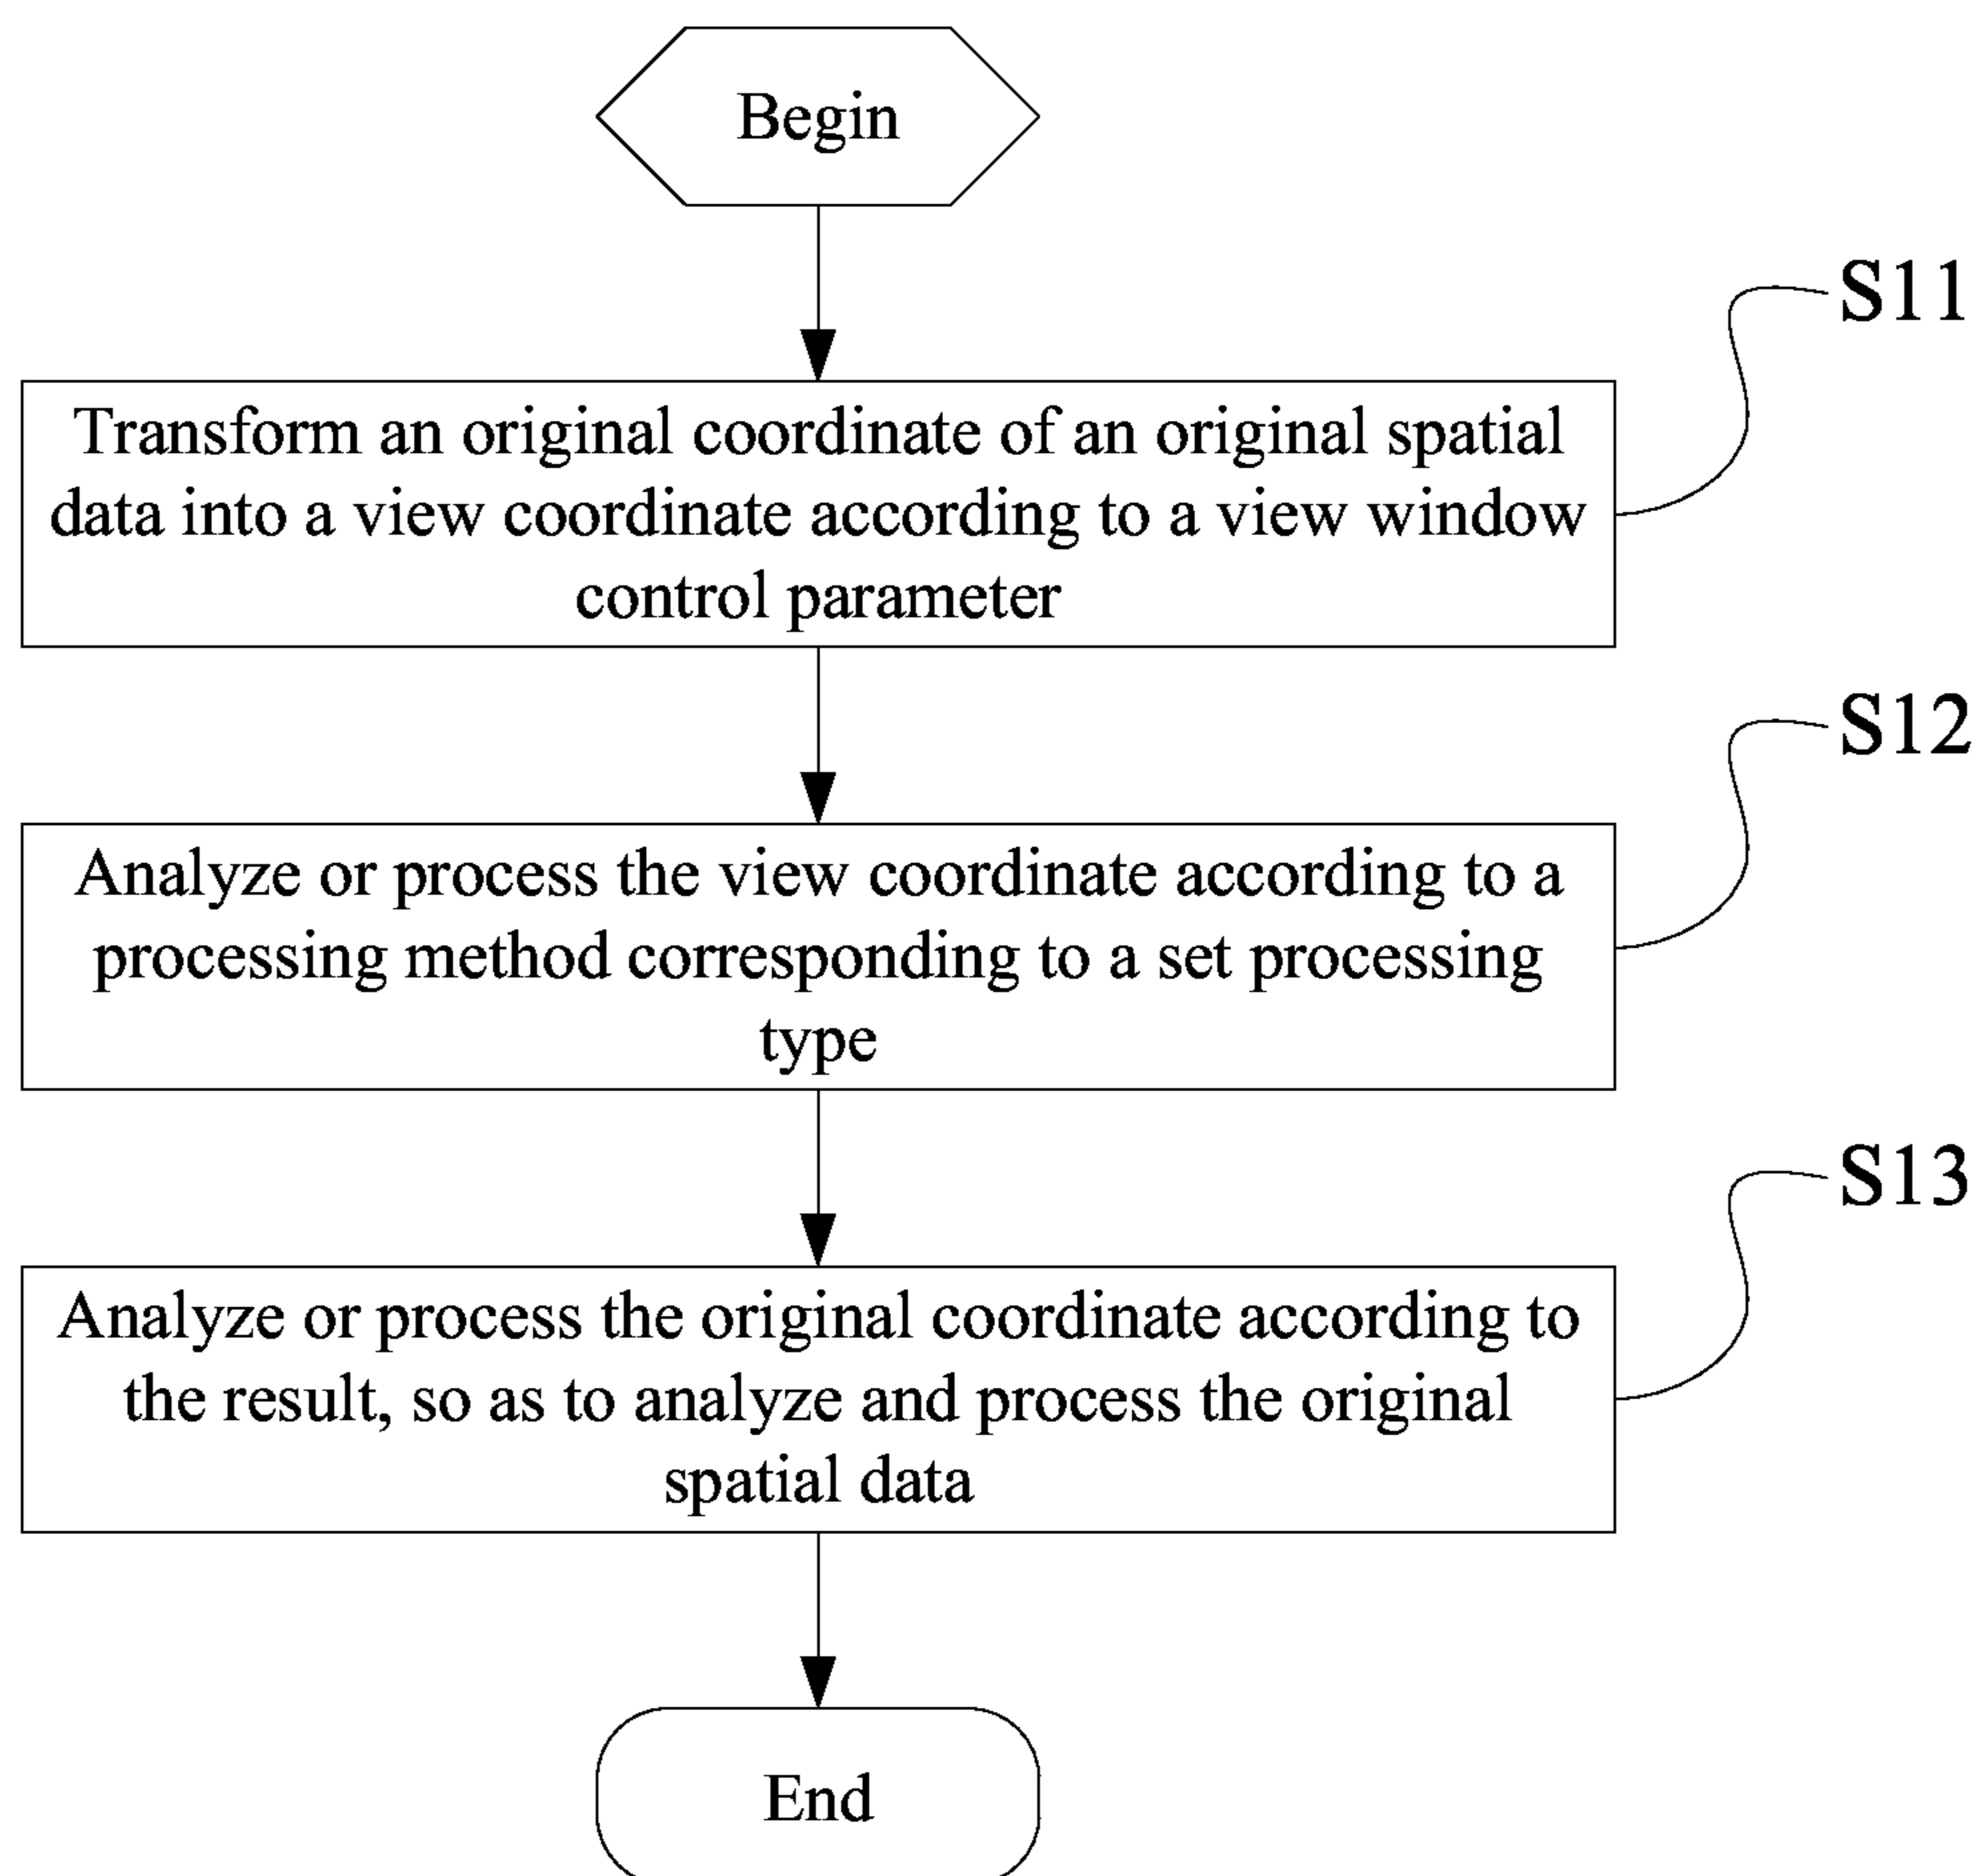 Begin
S11
Transform an original coordinate of an original spatial
data into a view coordinate according to a view window
control parameter
S12
Analyze or process the view coordinate according to a
processing method corresponding to a set processing
type
S13
Analyze or process the original coordinate according to
the result, so as to analyze and process the original
spatial data
End